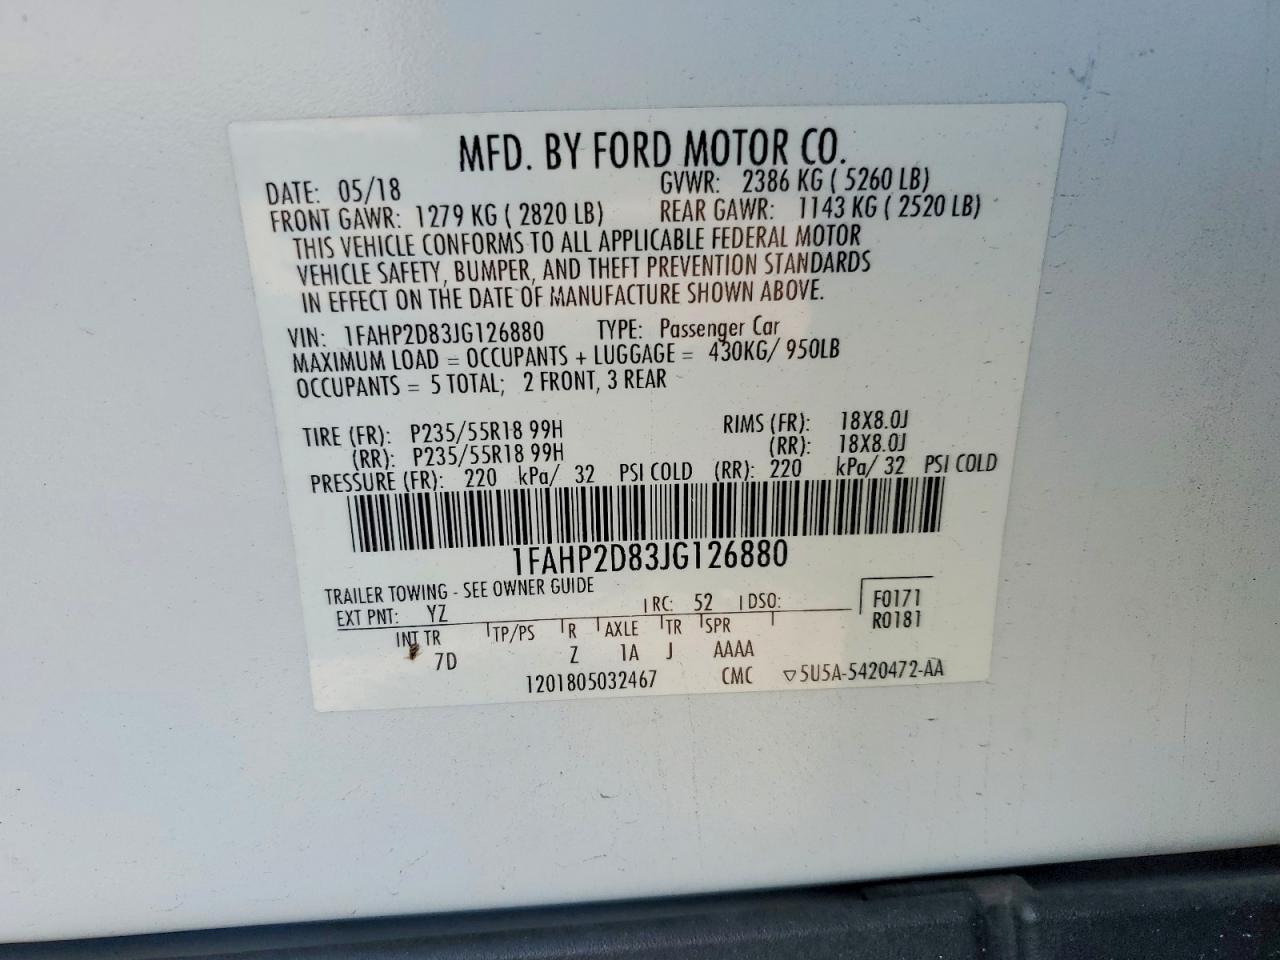 MFD. BY FORD MOTOR CO.
DATE: 05/18 GVWR: 2386 KG ( 5260 LB)
FRONT GAWR: 1279 KG ( 2820 LB) REAR GAWR: 1143 KG ( 2520 LB)
THIS VEHICLE CONFORMS TO ALL APPLICABLE FEDERAL MOTOR
VEHICLE SAFETY, BUMPER, AND THEFT PREVENTION STANDARDS
IN EFFECT ON THE DATE OF MANUFACTURE SHOWN ABOVE.
VIN: 1FAHP2D83JG126880 TYPE: Passenger Car
MAXIMUM LOAD = OCCUPANTS + LUGGAGE = 430KG/ 950LB
OCCUPANTS = 5 TOTAL; 2 FRONT, 3 REAR
TIRE (FR): P235/55R18 99H RIMS (FR): 18X8.0J
(RR): P235/55R18 99H (RR): 18X8.0J
PRESSURE (FR): 220 kPa/ 32 PSI COLD (RR): 220 kPa/ 32 PSI COLD
1FAHP2D83JG126880
TRAILER TOWING - SEE OWNER GUIDE
EXT PNT: YZ RC: 52 DSO: F0171
R0181
INT TR TP/PS R AXLE TR SPR
7D Z 1A J AAAA
1201805032467 CMC ▽5U5A-5420472-AA